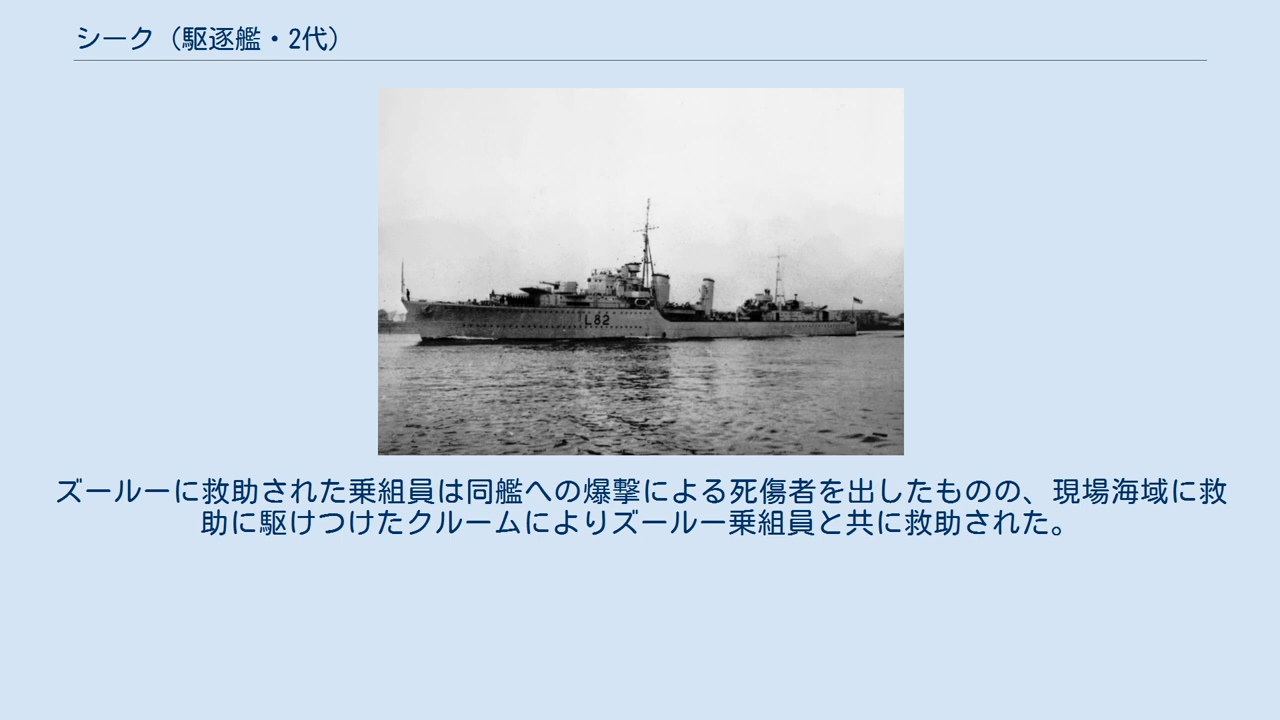 シーク（駆逐艦・2代）
L82
ズールーに救助された乗組員は同艦への爆撃による死傷者を出したものの、現場海域に救
助に駆けつけたクルームによりズールー乗組員と共に救助された。